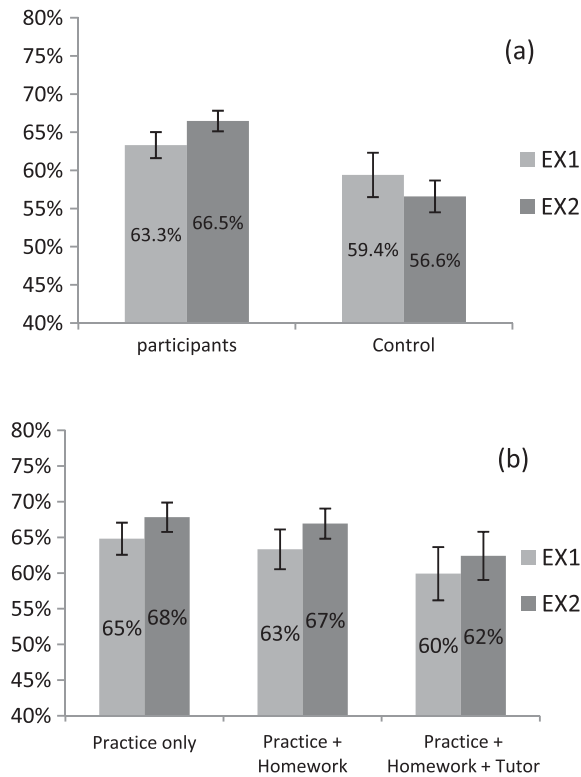 80%
(a)
75%
70%
65%
60%
EX1
55%
EX2
50%
63.3%
66.5%
59.4%
56.6%
45%
40%
participants
Control
80%
(b)
75%
70%
65%
60%
EX1
55%
EX2
50%
65%
68%
63%
67%
60%
62%
45%
40%
Practice only
Practice +
Homework
Practice +
Homework + Tutor